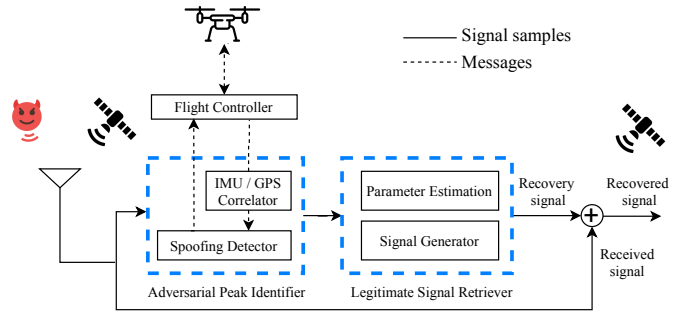 Signal samples
Messages
Flight Controller
IMU / GPS
Correlator
Spoofing Detector
Adversarial Peak Identifier
Parameter Estimation
Signal Generator
Legitimate Signal Retriever
Recovery
signal
Recovered
signal
Received
signal